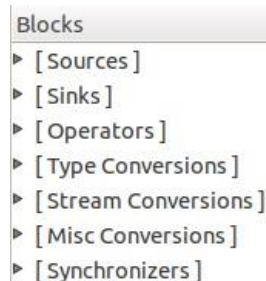 Blocks
[ Sources ]
[ Sinks ]
[ Operators ]
[ Type Conversions ]
[ Stream Conversions ]
[ Misc Conversions ]
[ Synchronizers ]